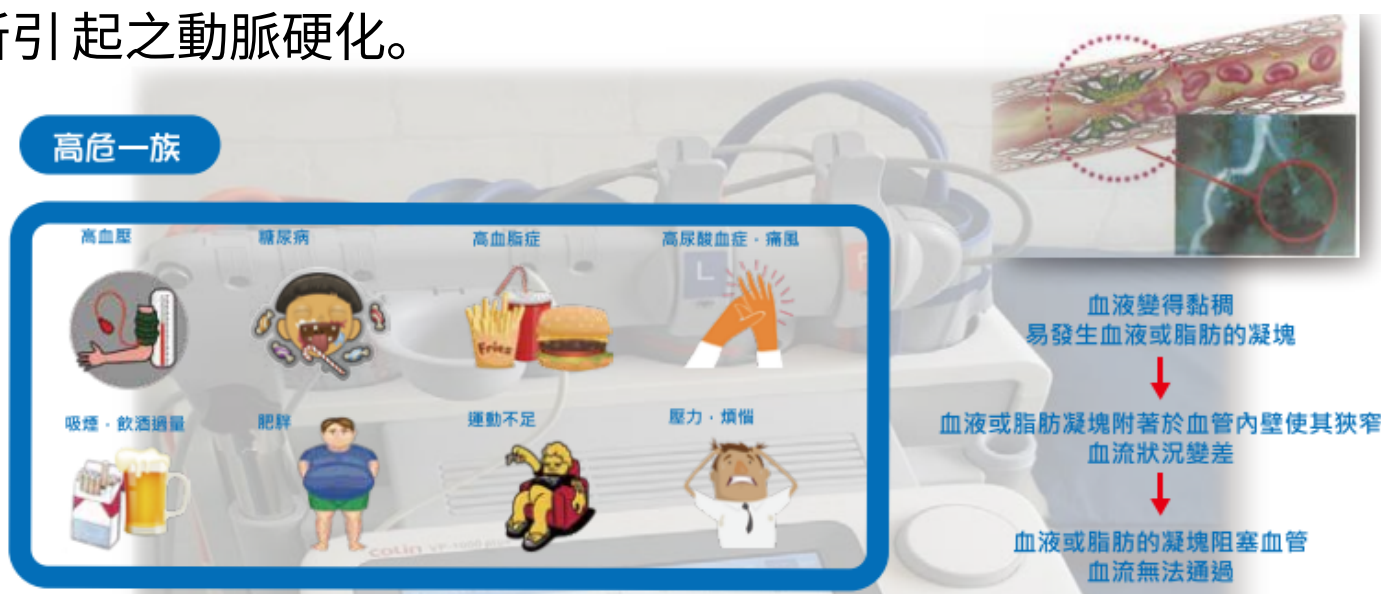 所引 起之動脈硬化。
高危一族
高血壓
糖尿病
高血脂症
高尿酸血症・痛風
吸煙・飲酒過量
肥胖
運動不足
壓力・煩惱
Fries
L
colin VP-1000 plus
血液變得黏稠
易發生血液或脂肪的凝塊
血液或脂肪凝塊附著於血管內壁使其狹窄
血流狀況變差
血液或脂肪的凝塊阻塞血管
血流無法通過